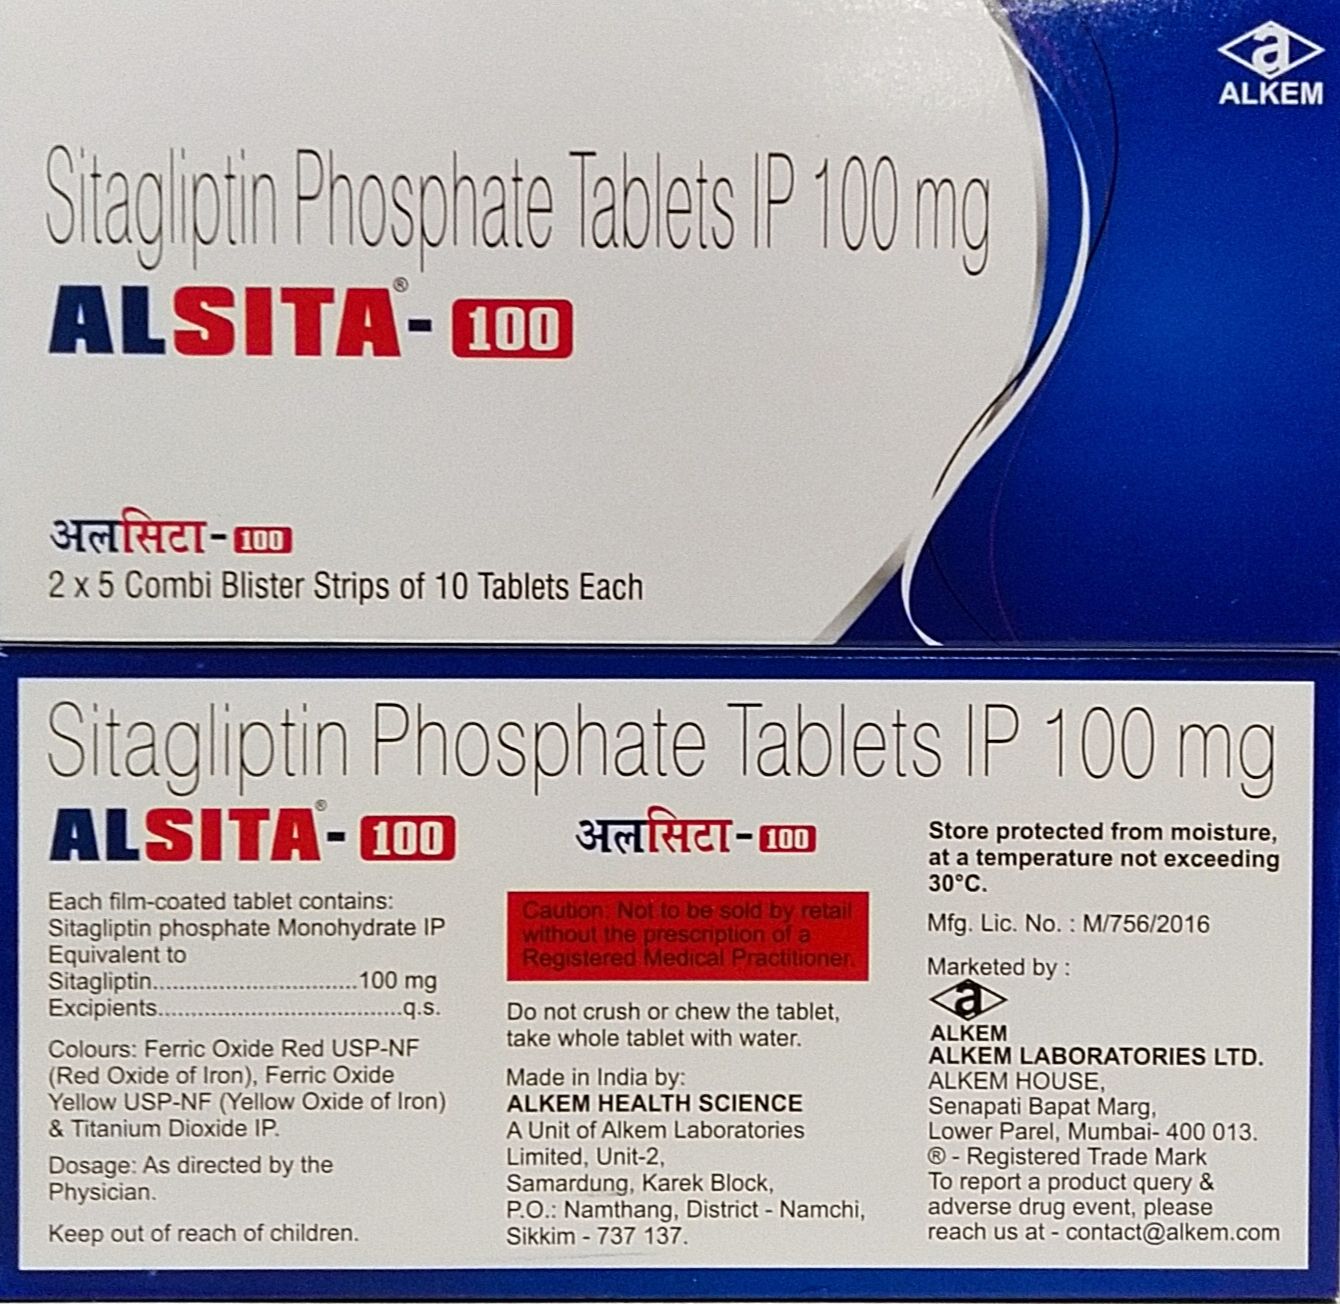 ALKEM
Sitagliptin Phosphate Tablets IP 100 mg
ALSITA®- 100
अलसिटा- 100
2 x 5 Combi Blister Strips of 10 Tablets Each
Sitagliptin Phosphate Tablets IP 100 mg
ALSITA®- 100
Each film-coated tablet contains:
Sitagliptin phosphate Monohydrate IP
Equivalent to
Sitagliptin...............................100 mg
Excipients.....................................q.s.
Colours: Ferric Oxide Red USP-NF
(Red Oxide of Iron), Ferric Oxide
Yellow USP-NF (Yellow Oxide of Iron)
& Titanium Dioxide IP.
Dosage: As directed by the
Physician.
Keep out of reach of children.
अलसिटा- 100
Caution: Not to be sold by retail
without the prescription of a
Registered Medical Practitioner.
Do not crush or chew the tablet,
take whole tablet with water.
Made in India by:
ALKEM HEALTH SCIENCE
A Unit of Alkem Laboratories
Limited, Unit-2,
Samardung, Karek Block,
P.O.: Namthang, District - Namchi,
Sikkim - 737 137.
Store protected from moisture,
at a temperature not exceeding
30°C.
Mfg. Lic. No. : M/756/2016
Marketed by :
ALKEM
ALKEM LABORATORIES LTD.
ALKEM HOUSE,
Senapati Bapat Marg,
Lower Parel, Mumbai- 400 013.
® - Registered Trade Mark
To report a product query &
adverse drug event, please
reach us at - contact@alkem.com